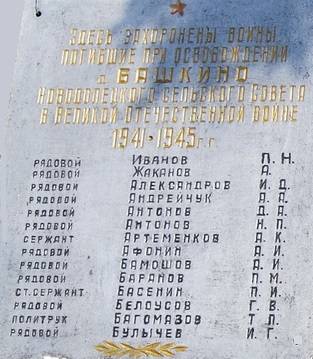 ЗДЕСЬ ЗАХОРОНЕНЫ ВОИНЫ,
ПОГИБШИЕ ПРИ ОСВОБОЖДЕНИИ
Д. БАШКИНО
НОВОДОЛЕЦКОГО СЕЛЬСКОГО СОВЕТА
В ВЕЛИКОЙ ОТЕЧЕСТВЕННОЙ ВОЙНЕ
1941-1945 г.г.
РЯДОВОЙ ИВАНОВ П. Н.
РЯДОВОЙ ЖАКАНОВ А.
РЯДОВОЙ АЛЕКСАНДРОВ И. Д.
РЯДОВОЙ АНДРЕЙЧУК А. А.
РЯДОВОЙ АНТОНОВ Д. А.
РЯДОВОЙ АНТОНОВ Н. П.
СЕРЖАНТ АРТЕМЕНКОВ А. К.
РЯДОВОЙ АФОНИН А. И.
РЯДОВОЙ БАМОШОВ А. И.
РЯДОВОЙ БАРАНОВ П. М.
СТ. СЕРЖАНТ БАСЕНИН П. И.
РЯДОВОЙ БЕЛОУСОВ Г. В.
ПОЛИТРУК БАГОМАЗОВ Т. Л.
РЯДОВОЙ БУЛЫЧЕВ И. Г.